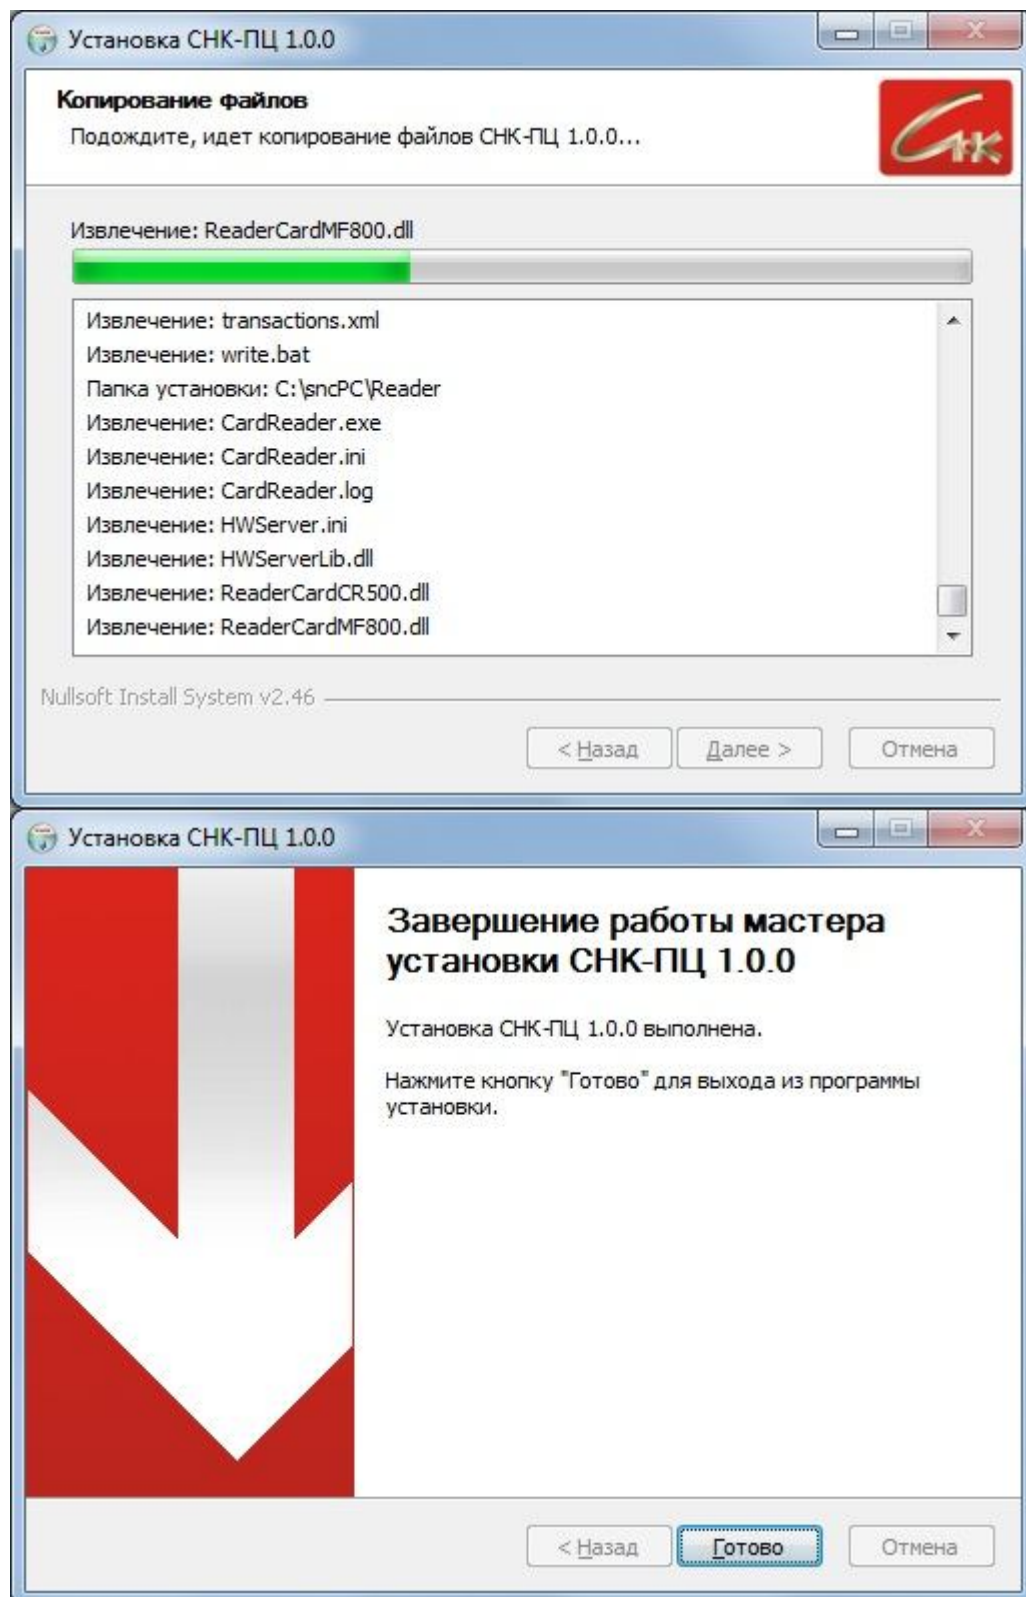 Установка СНК-ПЦ 1.0.0
Копирование файлов
Подождите, идет копирование файлов СНК-ПЦ 1.0.0...
Снк
Извлечение: ReaderCardMF800.dll
Извлечение: transactions.xml
Извлечение: write.bat
Папка установки: C:\sncPC\Reader
Извлечение: CardReader.exe
Извлечение: CardReader.ini
Извлечение: CardReader.log
Извлечение: HWServer.ini
Извлечение: HWServerLib.dll
Извлечение: ReaderCardCR500.dll
Извлечение: ReaderCardMF800.dll
Nullsoft Install System v2.46
< Назад Далее > Отмена
Установка СНК-ПЦ 1.0.0
Завершение работы мастера
установки СНК-ПЦ 1.0.0
Установка СНК-ПЦ 1.0.0 выполнена.
Нажмите кнопку "Готово" для выхода из программы
установки.
< Назад Готово Отмена